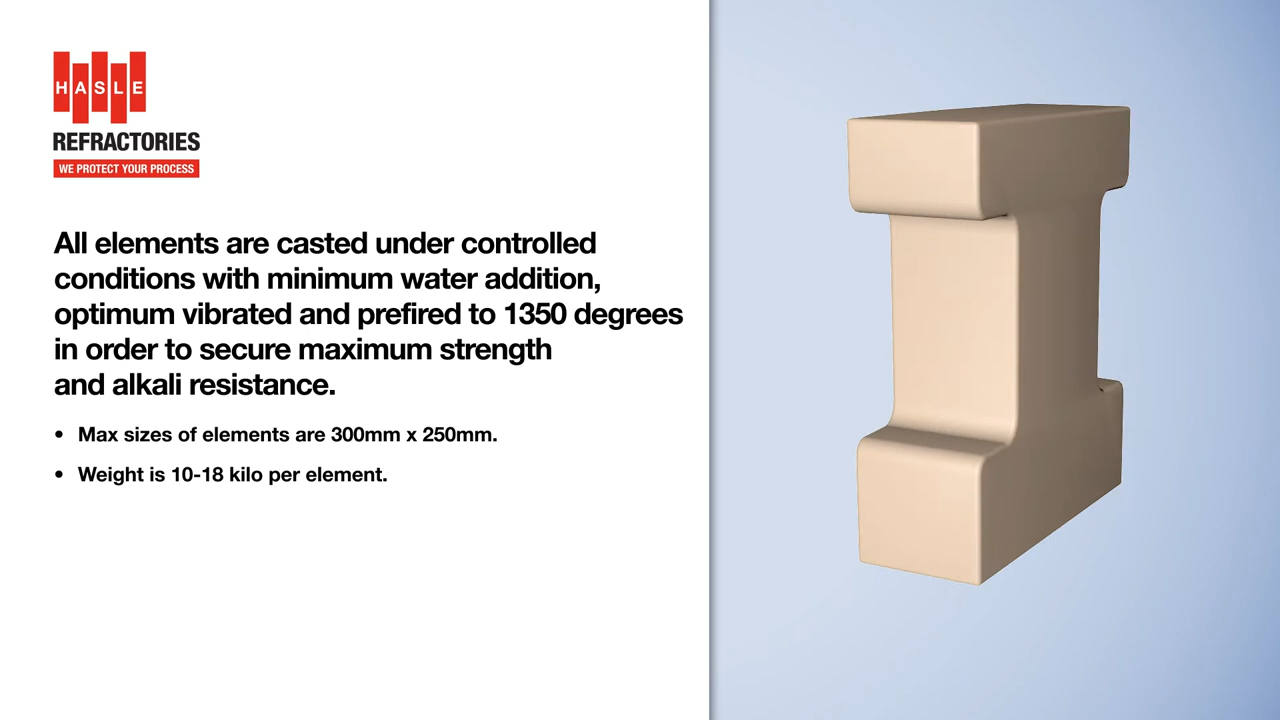 HASLE
REFRACTORIES
WE PROTECT YOUR PROCESS
All elements are casted under controlled
conditions with minimum water addition,
optimum vibrated and prefired to 1350 degrees
in order to secure maximum strength
and alkali resistance.
• Max sizes of elements are 300mm x 250mm.
• Weight is 10-18 kilo per element.